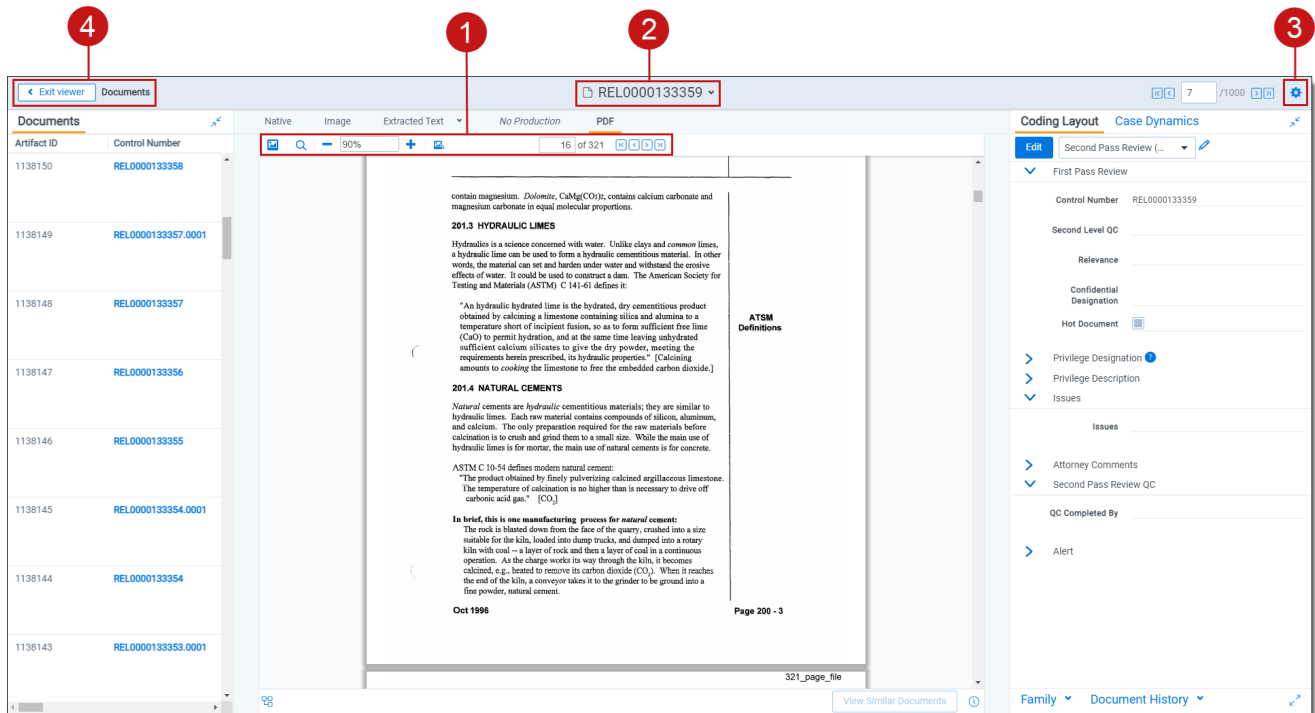 4
1
2
3
Exit viewer Documents
REL0000133359
7 /1000
Documents
Artifact ID Control Number
1138150 REL0000133358
1138149 REL0000133357.0001
1138148 REL0000133357
1138147 REL0000133356
1138146 REL0000133355
1138145 REL0000133354.0001
1138144 REL0000133354
1138143 REL0000133353.0001
Native Image Extracted Text No Production PDF
90% 16 of 321
contain magnesium. Dolomite, CaMg(CO3)2, contains calcium carbonate and
magnesium carbonate in equal molecular proportions.
201.3 HYDRAULIC LIMES
Hydraulics is a science concerned with water. Unlike clays and common limes,
a hydraulic lime can be used to form a hydraulic cementitious material. In other
words, the material can set and harden under water and withstand the erosive
effects of water. It could be used to construct a dam. The American Society for
Testing and Materials (ASTM) C 141-61 defines it:
"An hydraulic hydrated lime is the hydrated, dry cementitious product
obtained by calcining a limestone containing silica and alumina to a
temperature short of incipient fusion, so as to form sufficient free lime
(CaO) to permit hydration, and at the same time leaving unhydrated
sufficient calcium silicates to give the dry powder, meeting the
requirements herein prescribed, its hydraulic properties." [Calcining
amounts to cooking the limestone to free the embedded carbon dioxide.]
ATSM
Definitions
201.4 NATURAL CEMENTS
Natural cements are hydraulic cementitious materials; they are similar to
hydraulic limes. Each raw material contains compounds of silicon, aluminum,
and calcium. The only preparation required for the raw materials before
calcination is to crush and grind them to a small size. While the main use of
hydraulic limes is for mortar, the main use of natural cements is for concrete.
ASTM C 10-54 defines modern natural cement:
"The product obtained by finely pulverizing calcined argillaceous limestone.
The temperature of calcination is no higher than is necessary to drive off
carbonic acid gas." [CO2]
In brief, this is one manufacturing process for natural cement:
The rock is blasted down from the face of the quarry, crushed into a size
suitable for the kiln, loaded into dump trucks, and dumped into a rotary
kiln with coal -- a layer of rock and then a layer of coal in a continuous
operation. As the charge works its way through the kiln, it becomes
calcined, e.g., heated to remove its carbon dioxide (CO2). When it reaches
the end of the kiln, a conveyor takes it to the grinder to be ground into a
fine powder, natural cement.
Oct 1996 Page 200 - 3
321_page_file
View Similar Documents
Coding Layout Case Dynamics
Edit Second Pass Review (...
First Pass Review
Control Number REL0000133359
Second Level QC
Relevance
Confidential
Designation
Hot Document
Privilege Designation ?
Privilege Description
Issues
Issues
Attorney Comments
Second Pass Review QC
QC Completed By
Alert
Family Document History